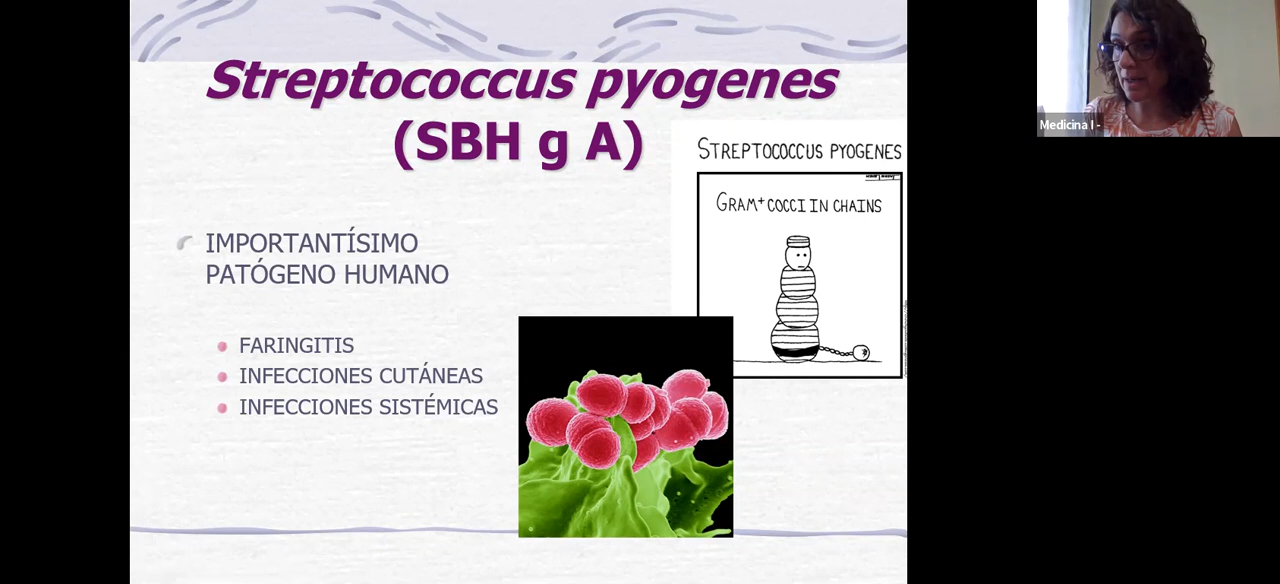 Streptococcus pyogenes
(SBH g A)
IMPORTANTÍSIMO
PATÓGENO HUMANO
FARINGITIS
INFECCIONES CUTÁNEAS
INFECCIONES SISTÉMICAS
STREPTOCOCCUS PYOGENES
GRAM+ COCCI IN CHAINS
Medicina I -